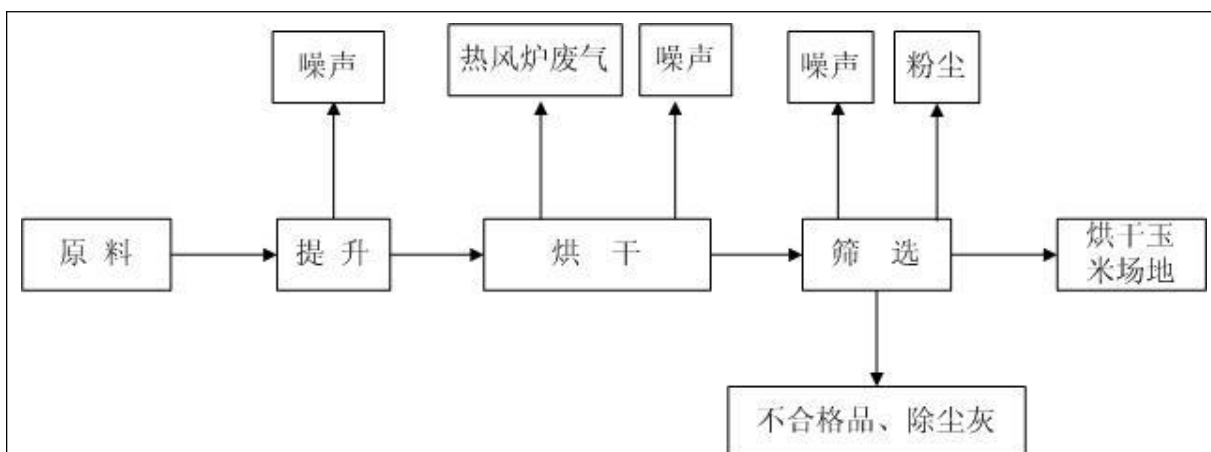 噪声
热风炉废气
噪声
噪声
粉尘
原 料
提 升
烘 干
筛 选
烘干玉
米场地
不合格品、除尘灰